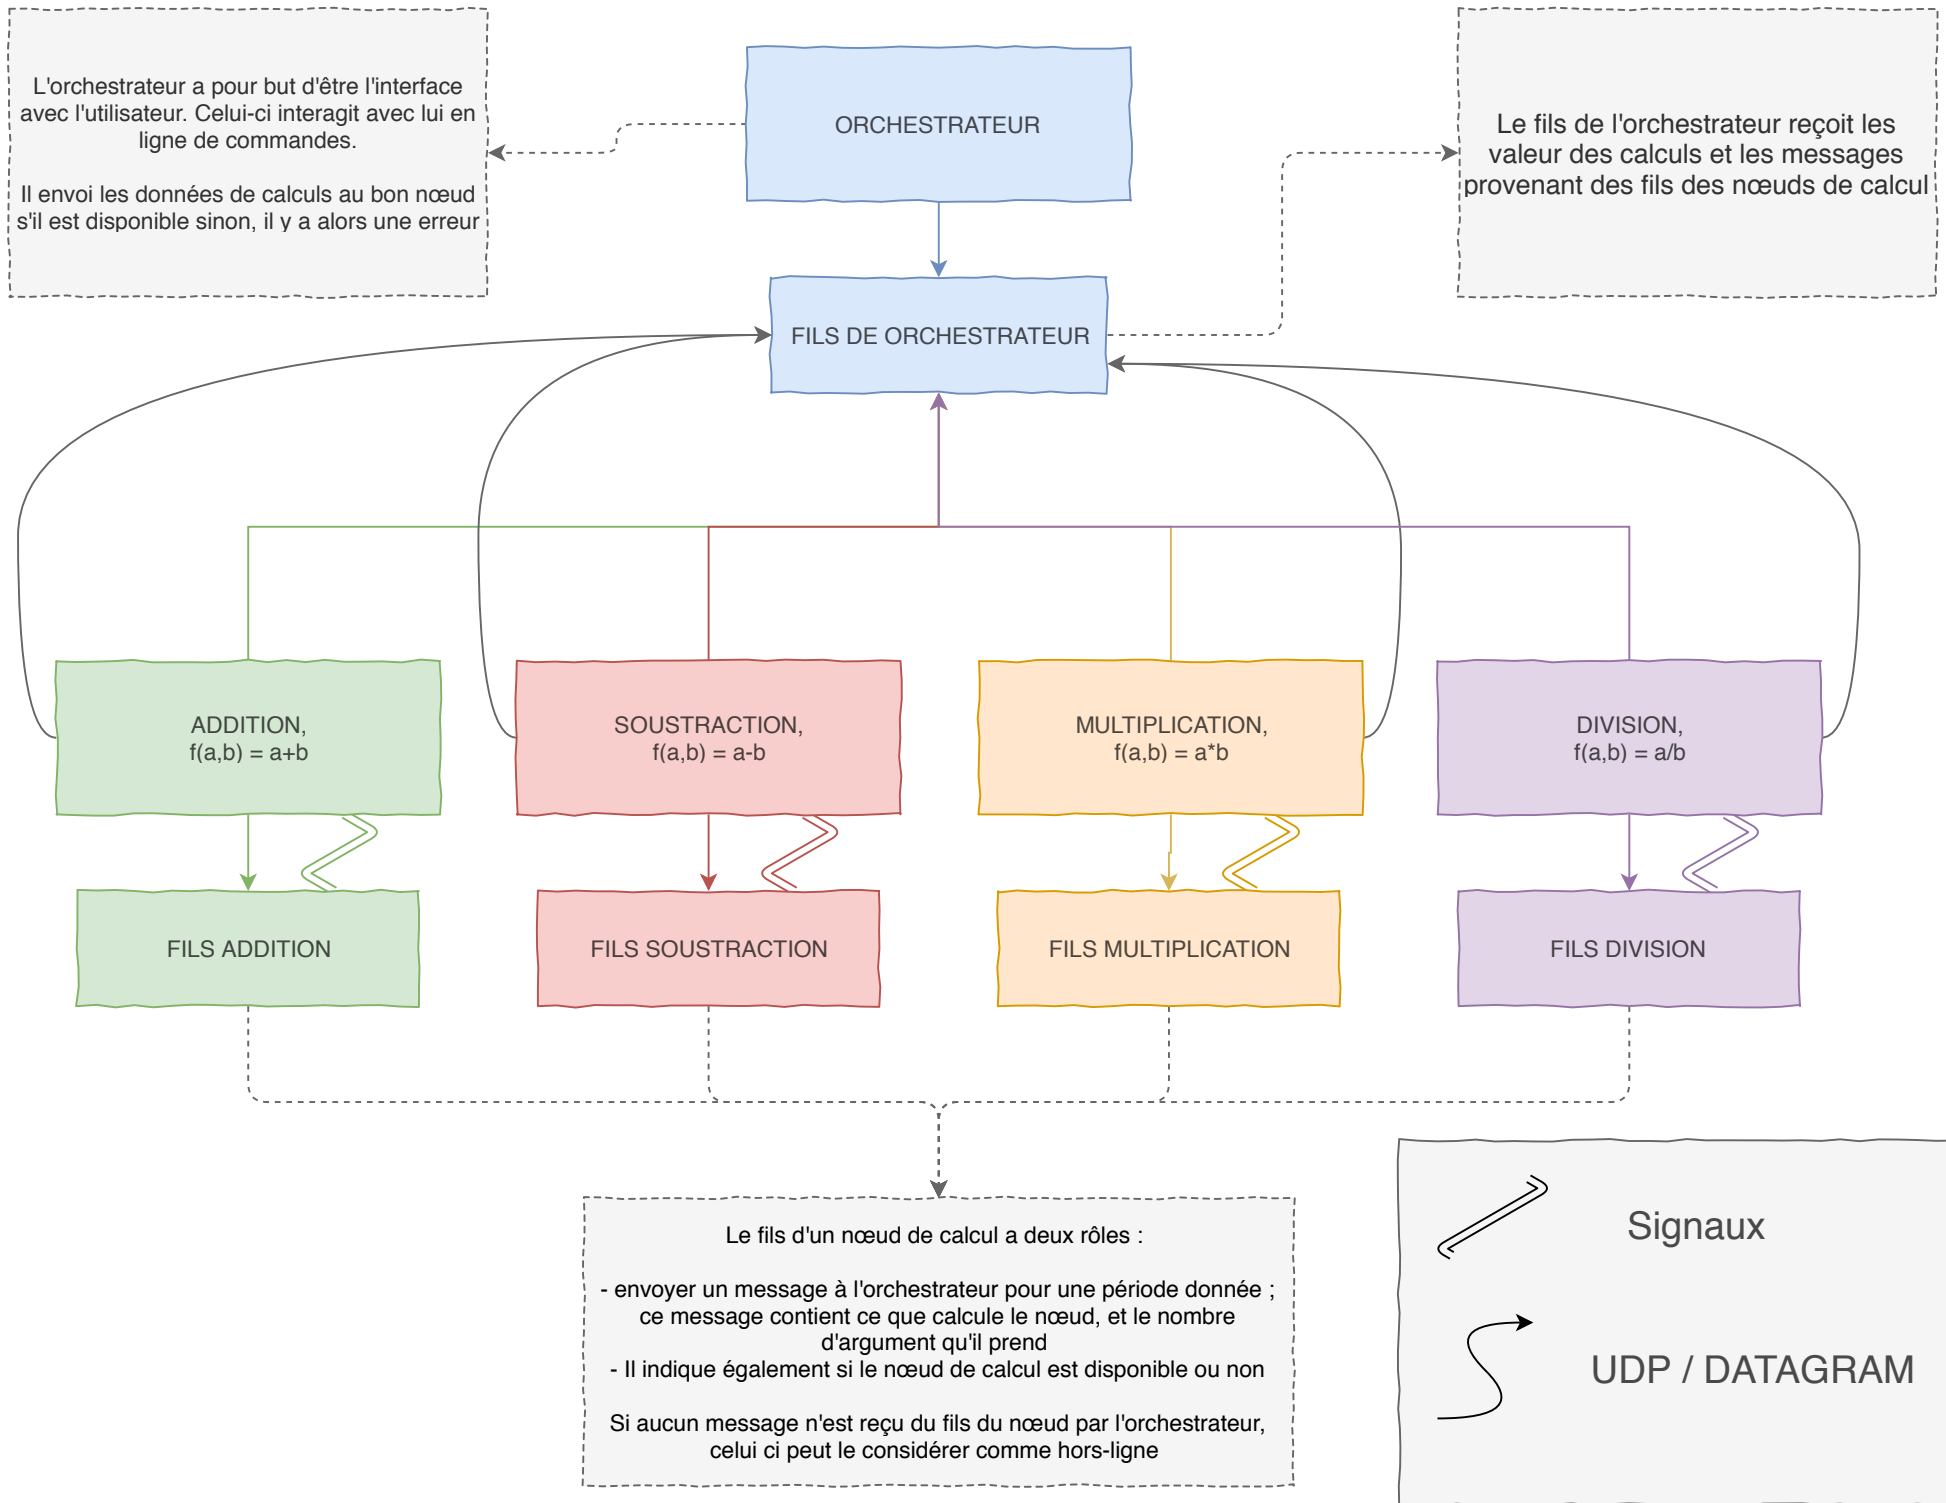 L'orchestrateur a pour but d'être l'interface
avec l'utilisateur. Celui-ci interagit avec lui en
ligne de commandes.
Il envoi les données de calculs au bon nœud
s'il est disponible sinon, il y a alors une erreur
ORCHESTRATEUR
Le fils de l'orchestrateur reçoit les
valeur des calculs et les messages
provenant des fils des nœuds de calcul
FILS DE ORCHESTRATEUR
ADDITION,
f(a,b) = a+b
SOUSTRACTION,
f(a,b) = a-b
MULTIPLICATION,
f(a,b) = a*b
DIVISION,
f(a,b) = a/b
FILS ADDITION
FILS SOUSTRACTION
FILS MULTIPLICATION
FILS DIVISION
Le fils d'un nœud de calcul a deux rôles :
- envoyer un message à l'orchestrateur pour une période donnée ;
ce message contient ce que calcule le nœud, et le nombre
d'argument qu'il prend
- Il indique également si le nœud de calcul est disponible ou non
Si aucun message n'est reçu du fils du nœud par l'orchestrateur,
celui ci peut le considérer comme hors-ligne
Signaux
UDP / DATAGRAM